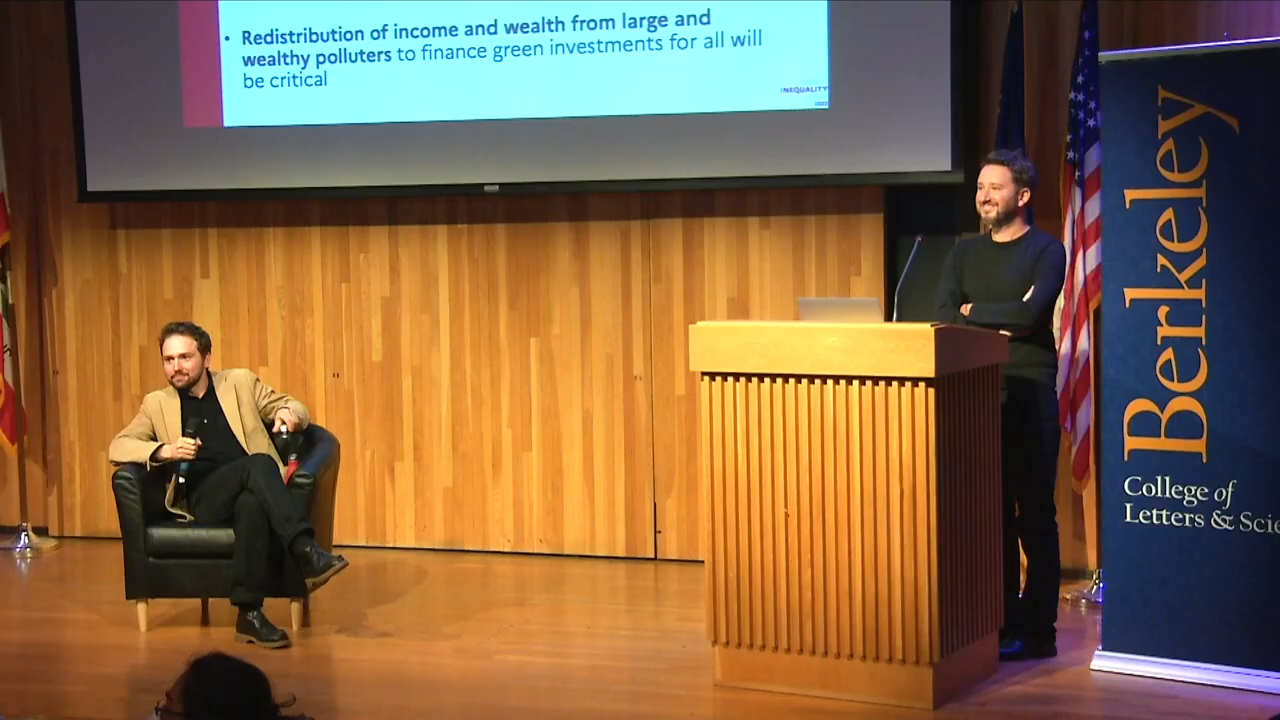 • Redistribution of income and wealth from large and
wealthy polluters to finance green investments for all will
be critical
INEQUALITY
Berkeley
College of
Letters & Scie